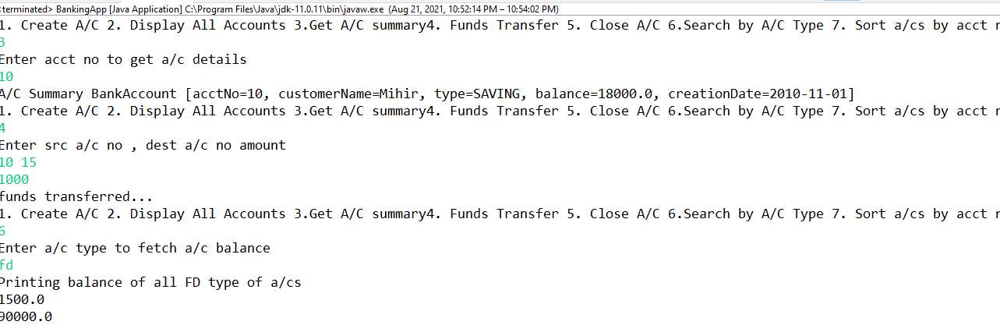 <terminated> BankingApp [Java Application] C:\Program Files\Java\jdk-11.0.11\bin\javaw.exe (Aug 21, 2021, 10:52:14 PM – 10:54:02 PM)
1. Create A/C 2. Display All Accounts 3.Get A/C summary4. Funds Transfer 5. Close A/C 6.Search by A/C Type 7. Sort a/cs by acct n
3
Enter acct no to get a/c details
10
A/C Summary BankAccount [acctNo=10, customerName=Mihir, type=SAVING, balance=18000.0, creationDate=2010-11-01]
1. Create A/C 2. Display All Accounts 3.Get A/C summary4. Funds Transfer 5. Close A/C 6.Search by A/C Type 7. Sort a/cs by acct n
4
Enter src a/c no , dest a/c no amount
10 15
1000
funds transferred...
1. Create A/C 2. Display All Accounts 3.Get A/C summary4. Funds Transfer 5. Close A/C 6.Search by A/C Type 7. Sort a/cs by acct n
6
Enter a/c type to fetch a/c balance
fd
Printing balance of all FD type of a/cs
1500.0
90000.0